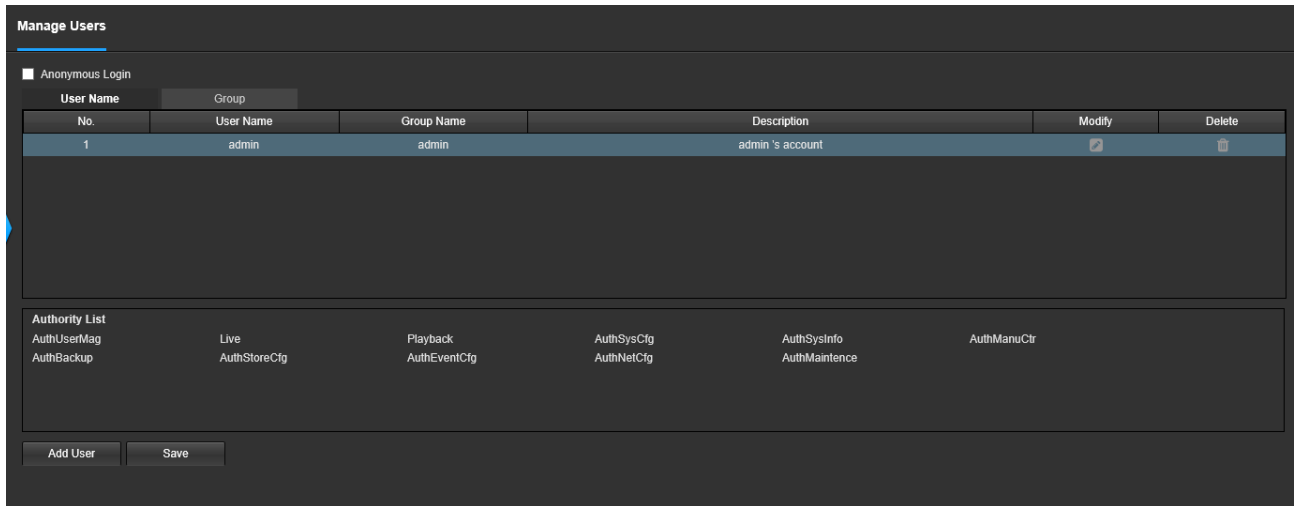 Manage Users
Anonymous Login
User Name Group
No. User Name Group Name Description Modify Delete
1 admin admin admin 's account
Authority List
AuthUserMag Live Playback AuthSysCfg AuthSysInfo AuthManuCtr
AuthBackup AuthStoreCfg AuthEventCfg AuthNetCfg AuthMaintence
Add User Save